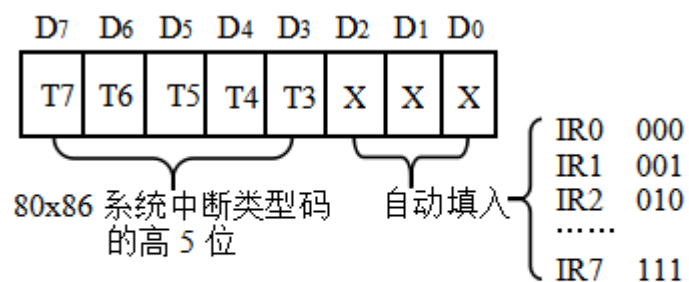 D7 D6 D5 D4 D3 D2 D1 D0
T7 T6 T5 T4 T3 X X X
80x86 系统中断类型码
的高 5 位
自动填入
IR0 000
IR1 001
IR2 010
……
IR7 111